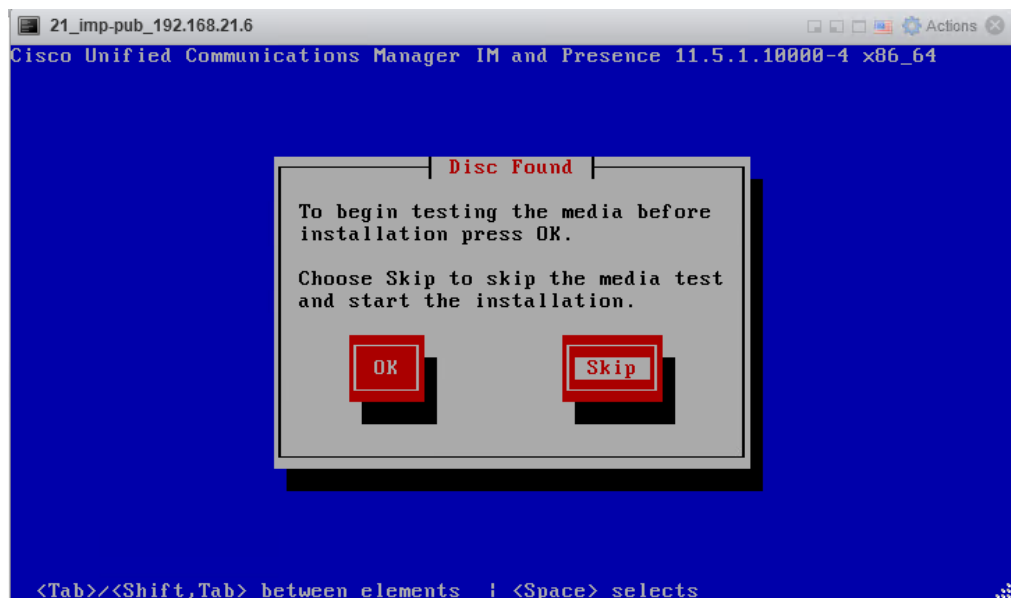 21_imp-pub_192.168.21.6
Actions
Cisco Unified Communications Manager IM and Presence 11.5.1.10000-4 x86_64
Disc Found
To begin testing the media before
installation press OK.
Choose Skip to skip the media test
and start the installation.
OK
Skip
<Tab>/<Shift,Tab> between elements | <Space> selects